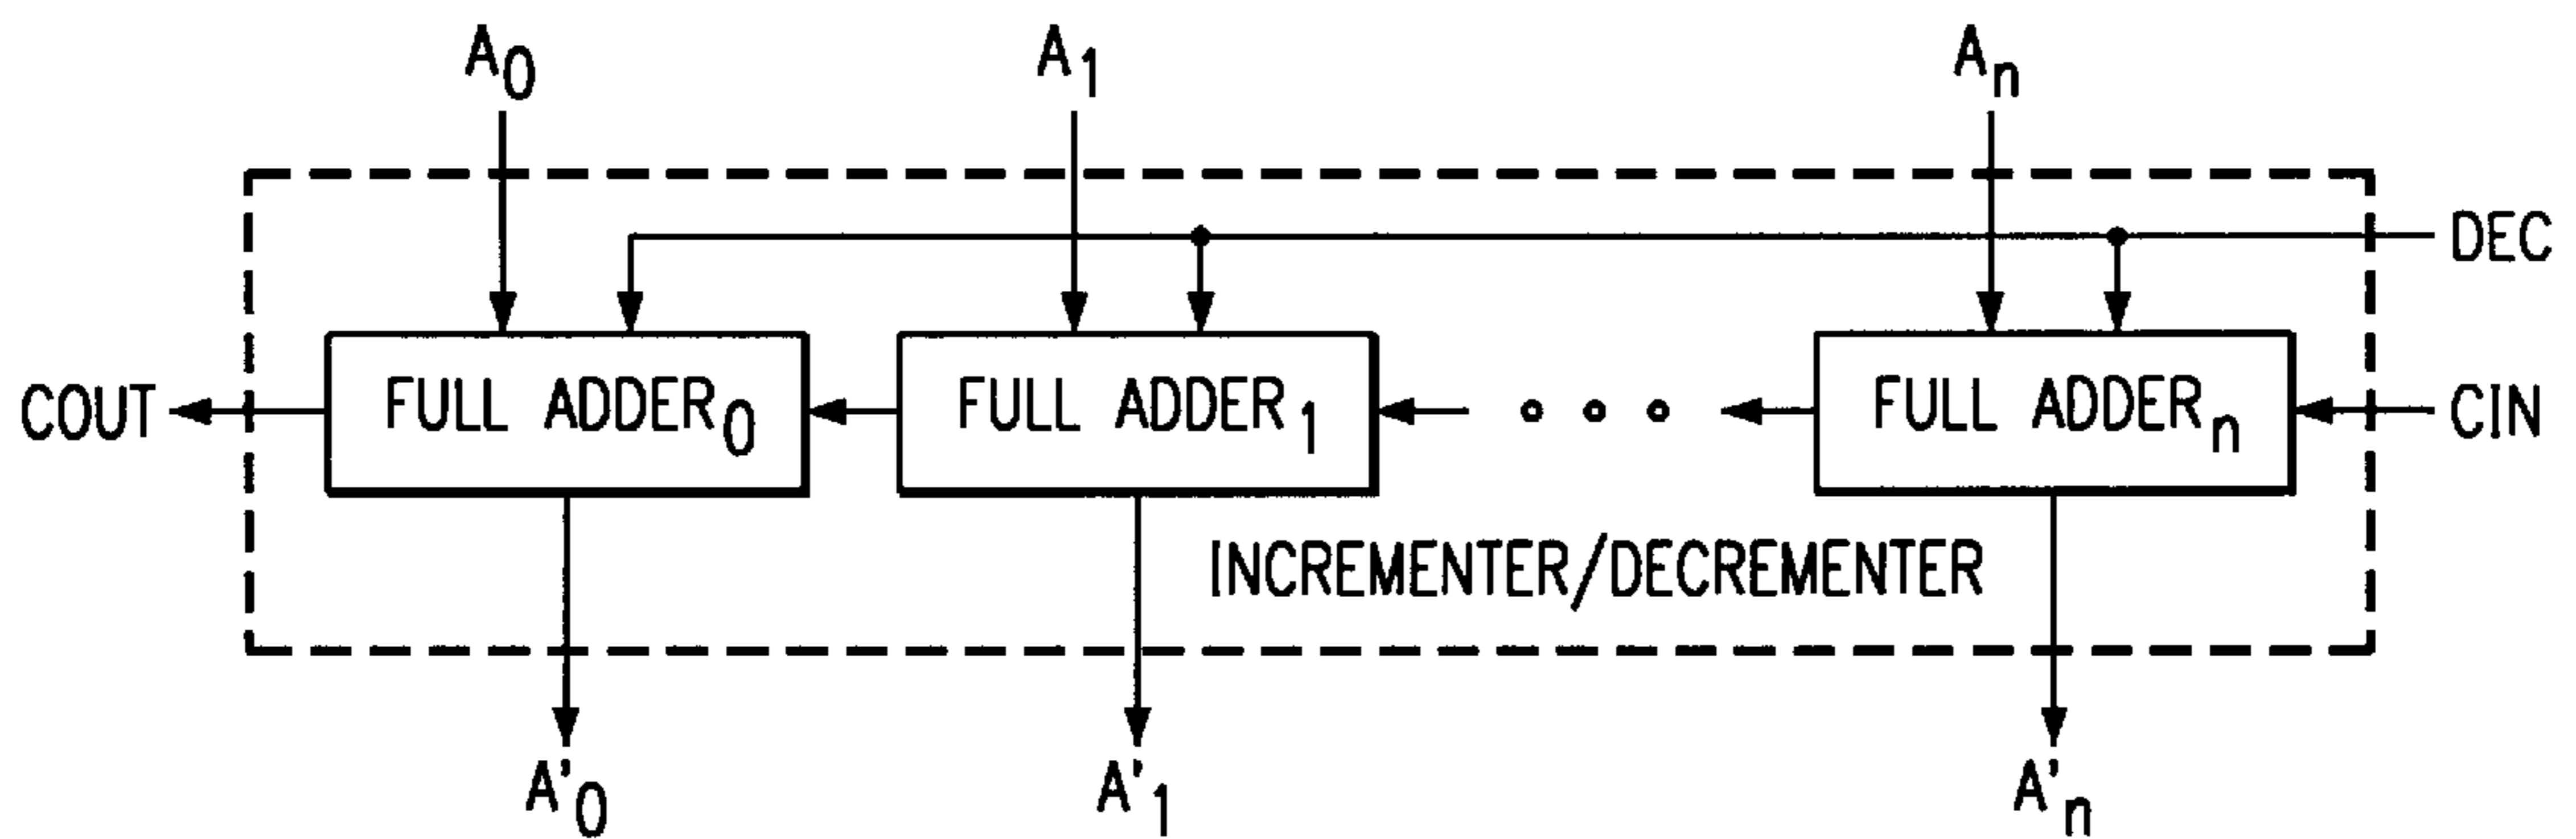 A0 A1 An
DEC
COUT FULL ADDER0 FULL ADDER1 FULL ADDERn CIN
INCREMENTER/DECREMENTER
A'0 A'1 A'n